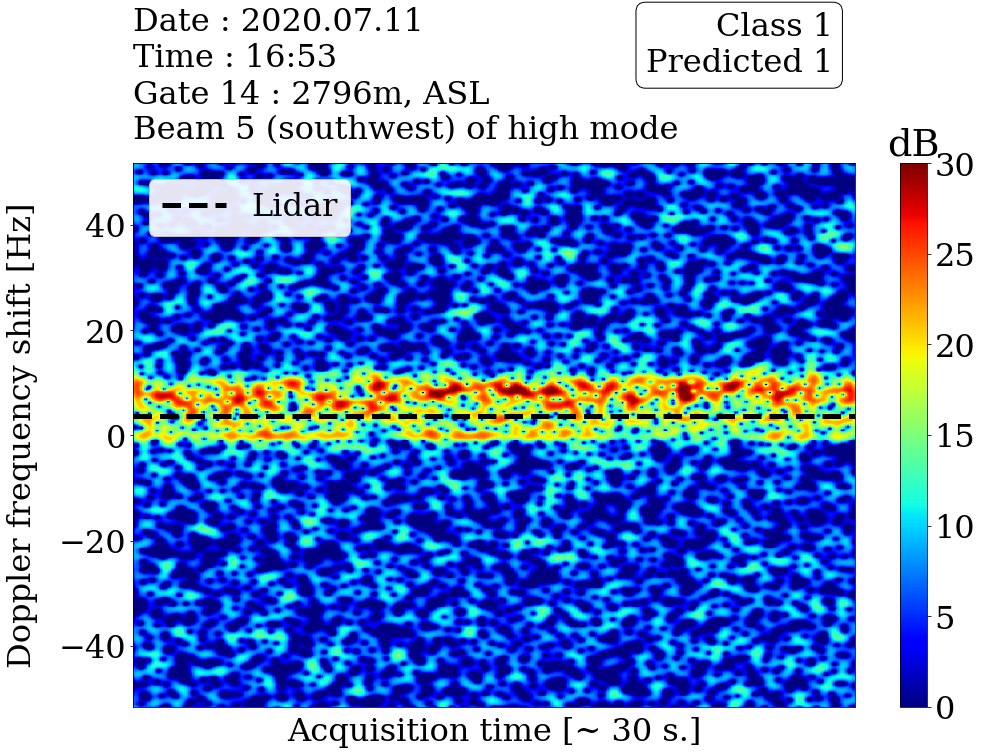 Date : 2020.07.11
Time : 16:53
Gate 14 : 2796m, ASL
Beam 5 (southwest) of high mode
Class 1
Predicted 1
dB
30
25
20
15
10
5
0
Lidar
Doppler frequency shift [Hz]
40
20
0
−20
−40
Acquisition time [~ 30 s.]